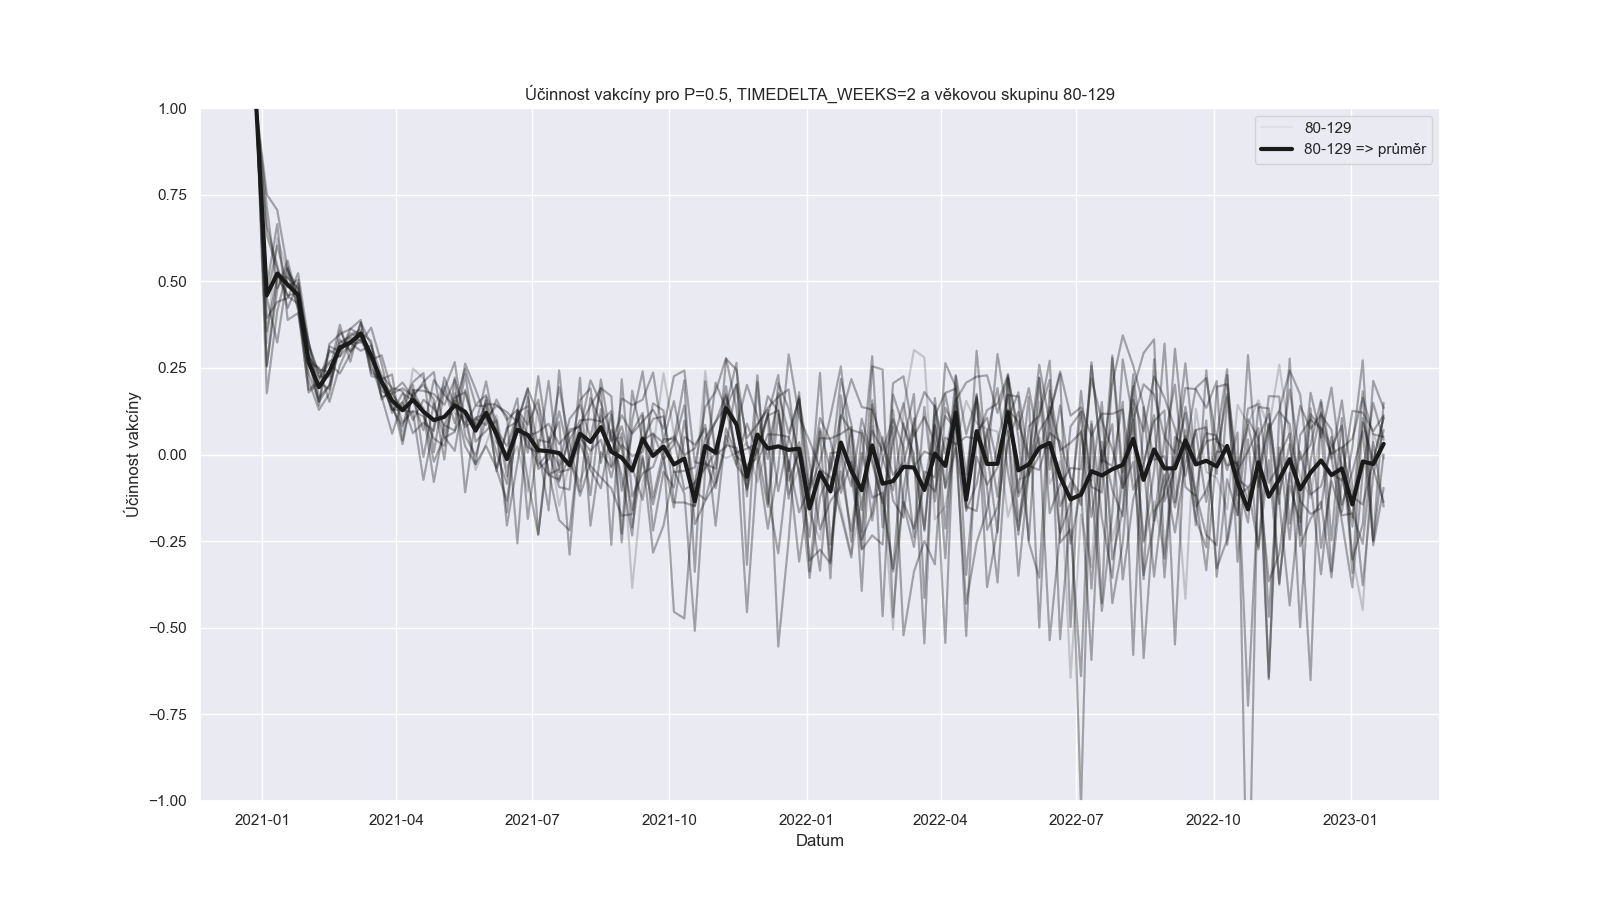 Účinnost vakcíny pro P=0.5, TIMEDELTA_WEEKS=2 a věkovou skupinu 80-129
80-129
80-129 => průměr
Účinnost vakcíny
1.00
0.75
0.50
0.25
0.00
−0.25
−0.50
−0.75
−1.00
2021-01 2021-04 2021-07 2021-10 2022-01 2022-04 2022-07 2022-10 2023-01
Datum